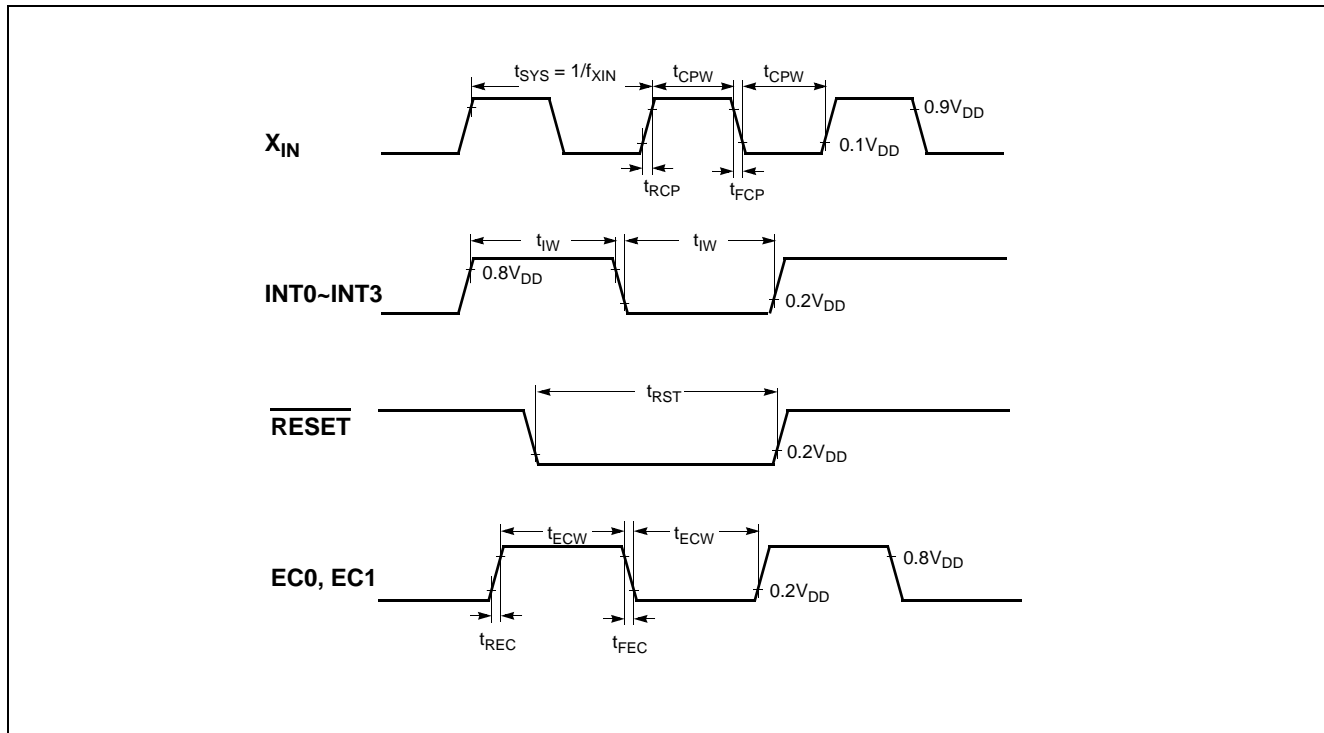 tSYS = 1/fXIN tCPW tCPW
0.9VDD
XIN
0.1VDD
tRCP tFCP
tIW tIW
0.8VDD
INT0~INT3
0.2VDD
tRST
RESET
0.2VDD
tECW tECW
0.8VDD
EC0, EC1
0.2VDD
tREC tFEC